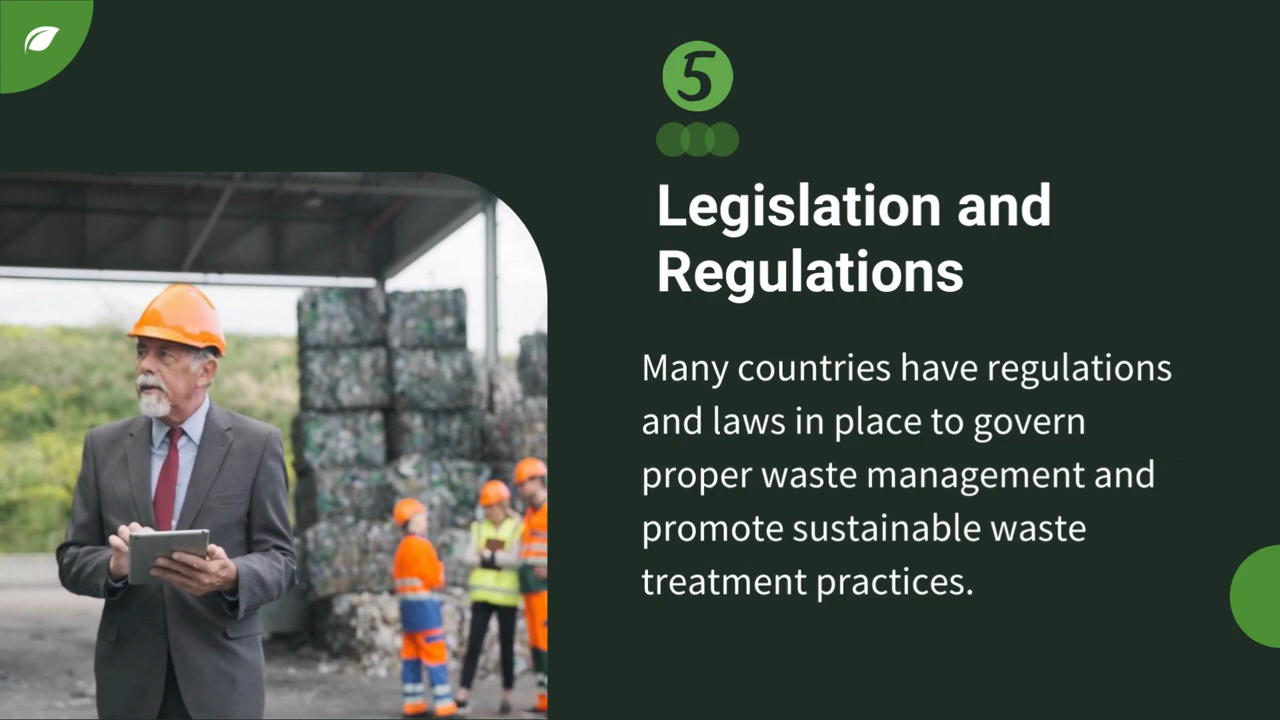 5
Legislation and
Regulations
Many countries have regulations
and laws in place to govern
proper waste management and
promote sustainable waste
treatment practices.